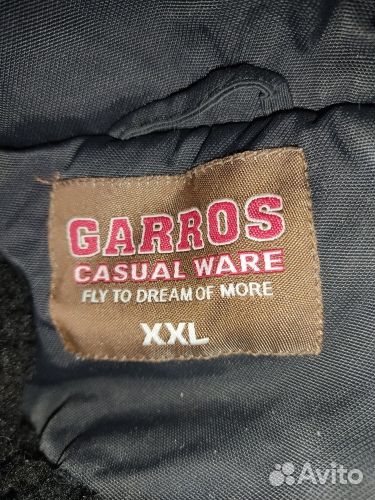 GARROS
CASUAL WARE
FLY TO DREAM OF MORE
XXL
Avito